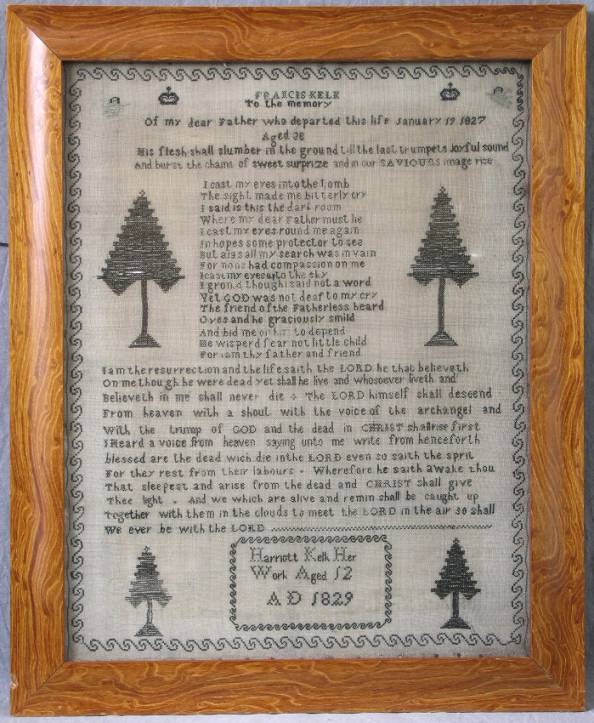 FRANCIS KELK
To the memory
Of my dear Father who departed this life January 19 1827
Aged 38
His flesh shall slumber in the ground till the last trumpets Joyful sound
And burst the chains of sweet surprize and in our SAVIOURS image rise
I cast my eyes into the tomb
The sight made me bitterly cry
I said is this the dark room
Where my dear Father must lie
I cast my eyes round me again
In hopes some protector to see
But alas all my search was in vain
For none had compassion on me
I cast my eyes up to the sky
I grond though I said not a word
Yet GOD was not deaf to my cry
The friend of the Fatherless heard
O yes and he graciously smild
And bid me on him to depend
He wisperd fear not little child
For I am thy father and friend
I am the resurrection and the life saith the LORD he that believeth
On me though he were dead yet shall he live and whosoever liveth and
Believeth in me shall never die The LORD himself shall descend
From heaven with a shout with the voice of the archangel and
With the trump of GOD and the dead in CHRIST shall rise first
I Heard a voice from heaven saying unto me write from henceforth
blessed are the dead wich die in the LORD even so saith the sprit
For they rest from their labours - Wherefore he saith awake thou
That sleepest and arise from the dead and CHRIST shall give
Thee light . And we which are alive and remin shall be caught up
Together with them in the clouds to meet the LORD in the air so shall
We ever be with the LORD
Harriott Kelk Her
Work Aged 12
A D 1829